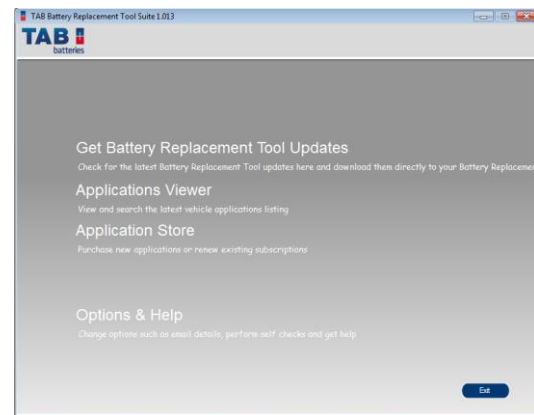 TAB Battery Replacement Tool Suite 1.013
TAB
batteries
Get Battery Replacement Tool Updates
Check for the latest Battery Replacement Tool updates here and download them directly to your Battery Replaceme
Applications Viewer
View and search the latest vehicle applications listing
Application Store
Purchase new applications or renew existing subscriptions
Options & Help
Change options such as email details, perform self checks and get help
Exit